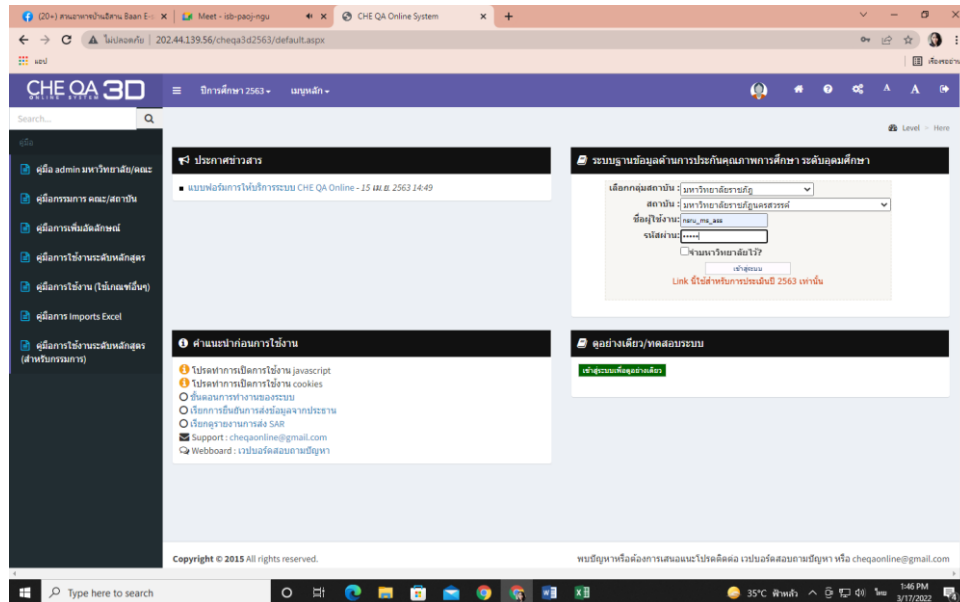 (20+) สวนอาหารบ้านอีสาน Baan E-
Meet - isb-paoj-ngu
CHE QA Online System
ไม่ปลอดภัย | 202.44.139.56/cheqa3d2563/default.aspx
แอป
CHE QA 3D
ONLINE SYSTEM
ปีการศึกษา 2563
เมนูหลัก
A A
Search...
Level > Here
คู่มือ
คู่มือ admin มหาวิทยาลัย/คณะ
คู่มือกรรมการ คณะ/สถาบัน
คู่มือการเพิ่มอัตลักษณ์
คู่มือการใช้งานระดับหลักสูตร
คู่มือการใช้งาน (ใช้เกณฑ์อื่นๆ)
คู่มือการ Imports Excel
คู่มือการใช้งานระดับหลักสูตร
(สำหรับกรรมการ)
ประกาศข่าวสาร
แบบฟอร์มการให้บริการระบบ CHE QA Online - 15 เม.ย. 2563 14:49
ระบบฐานข้อมูลด้านการประกันคุณภาพการศึกษา ระดับอุดมศึกษา
เลือกกลุ่มสถาบัน : มหาวิทยาลัยราชภัฏ
สถาบัน : มหาวิทยาลัยราชภัฏนครสวรรค์
ชื่อผู้ใช้งาน: nsru_ms_ass
รหัสผ่าน: •••••
จำมหาวิทยาลัยไว้?
เข้าสู่ระบบ
Link นี้ใช้สำหรับการประเมินปี 2563 เท่านั้น
คำแนะนำก่อนการใช้งาน
โปรดทำการเปิดการใช้งาน javascript
โปรดทำการเปิดการใช้งาน cookies
ขั้นตอนการทำงานของระบบ
เรียกการยืนยันการส่งข้อมูลจากประธาน
เรียกดูรายงานการส่ง SAR
Support : cheqaonline@gmail.com
Webboard : เวปบอร์ดสอบถามปัญหา
ดูอย่างเดียว/ทดสอบระบบ
เข้าสู่ระบบเพื่อดูอย่างเดียว
Copyright © 2015 All rights reserved.
พบปัญหาหรือต้องการเสนอแนะโปรดติดต่อ เวปบอร์ดสอบถามปัญหา หรือ cheqaonline@gmail.com
Type here to search
35°C ฟ้าหลัว
ไทย
1:46 PM
3/17/2022